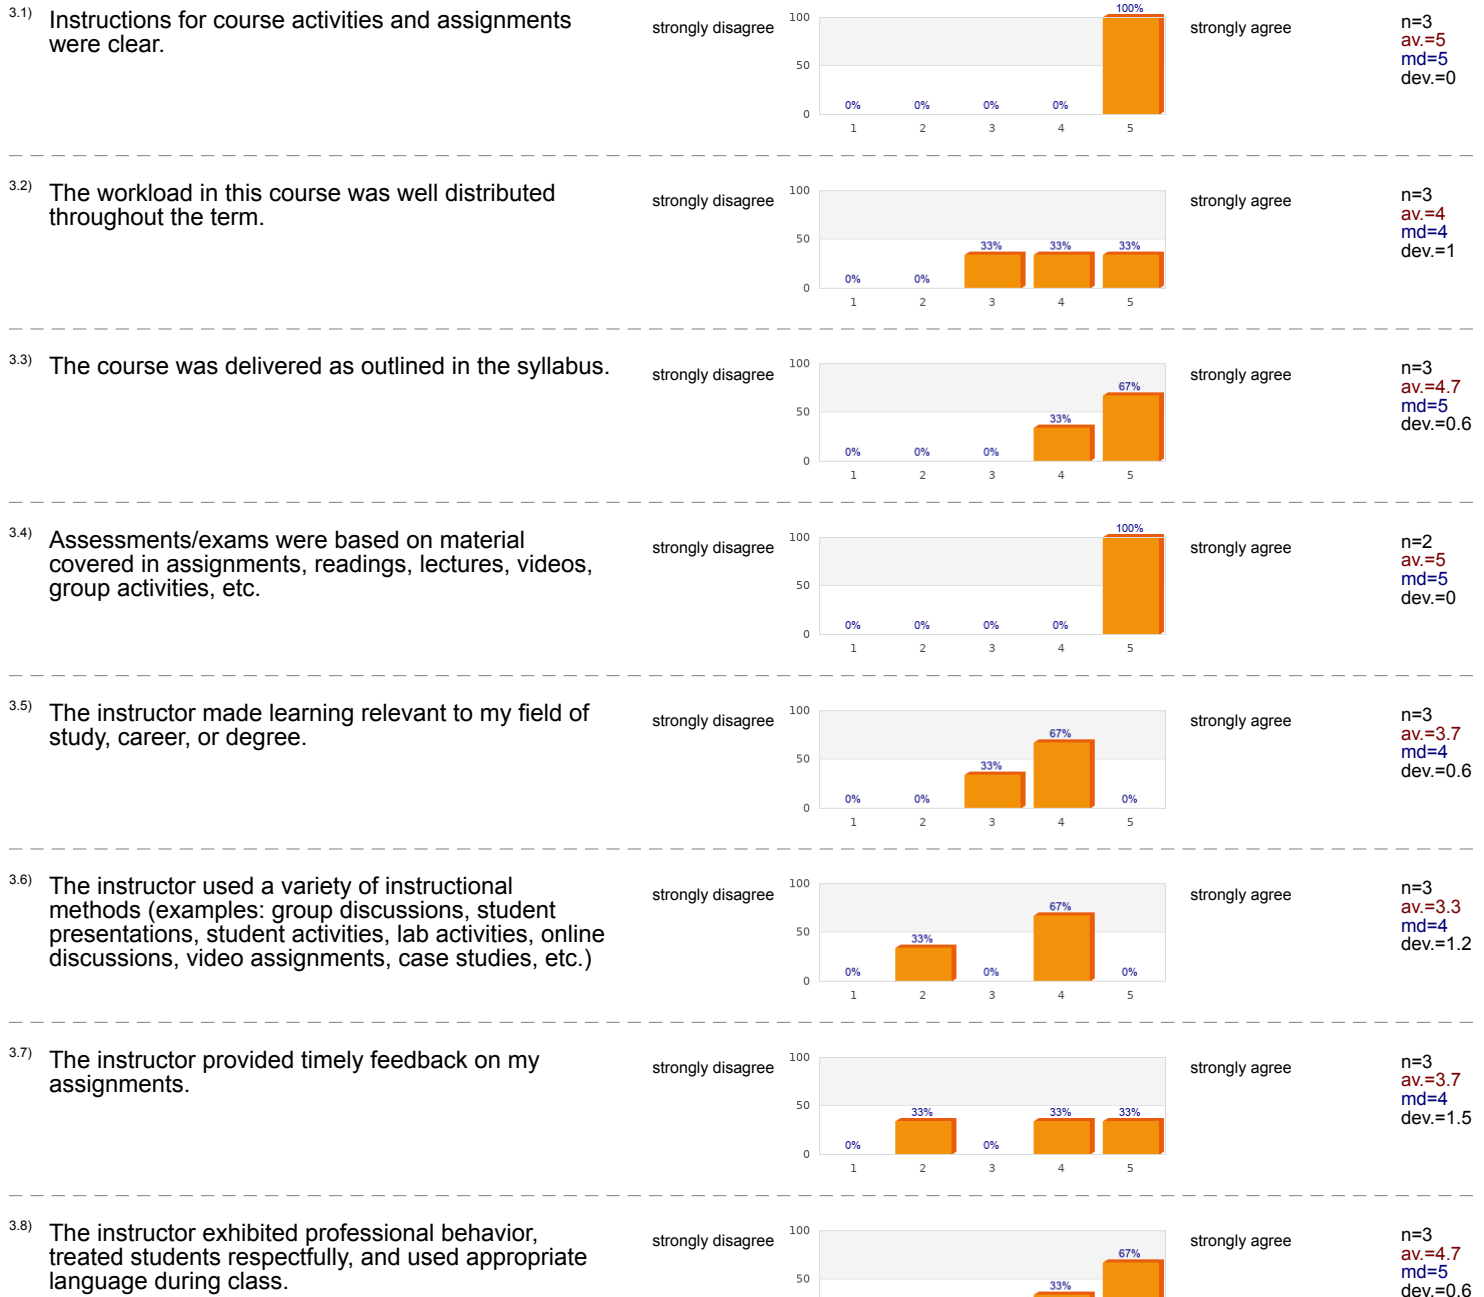 3.1) Instructions for course activities and assignments
were clear.
strongly disagree
100
50
0
0% 0% 0% 0% 100%
1 2 3 4 5
strongly agree
n=3
av.=5
md=5
dev.=0
3.2) The workload in this course was well distributed
throughout the term.
strongly disagree
100
50
0
0% 0% 33% 33% 33%
1 2 3 4 5
strongly agree
n=3
av.=4
md=4
dev.=1
3.3) The course was delivered as outlined in the syllabus.
strongly disagree
100
50
0
0% 0% 0% 33% 67%
1 2 3 4 5
strongly agree
n=3
av.=4.7
md=5
dev.=0.6
3.4) Assessments/exams were based on material
covered in assignments, readings, lectures, videos,
group activities, etc.
strongly disagree
100
50
0
0% 0% 0% 0% 100%
1 2 3 4 5
strongly agree
n=2
av.=5
md=5
dev.=0
3.5) The instructor made learning relevant to my field of
study, career, or degree.
strongly disagree
100
50
0
0% 0% 33% 67% 0%
1 2 3 4 5
strongly agree
n=3
av.=3.7
md=4
dev.=0.6
3.6) The instructor used a variety of instructional
methods (examples: group discussions, student
presentations, student activities, lab activities, online
discussions, video assignments, case studies, etc.)
strongly disagree
100
50
0
0% 33% 0% 67% 0%
1 2 3 4 5
strongly agree
n=3
av.=3.3
md=4
dev.=1.2
3.7) The instructor provided timely feedback on my
assignments.
strongly disagree
100
50
0
0% 33% 0% 33% 33%
1 2 3 4 5
strongly agree
n=3
av.=3.7
md=4
dev.=1.5
3.8) The instructor exhibited professional behavior,
treated students respectfully, and used appropriate
language during class.
strongly disagree
100
50
33% 67%
strongly agree
n=3
av.=4.7
md=5
dev.=0.6